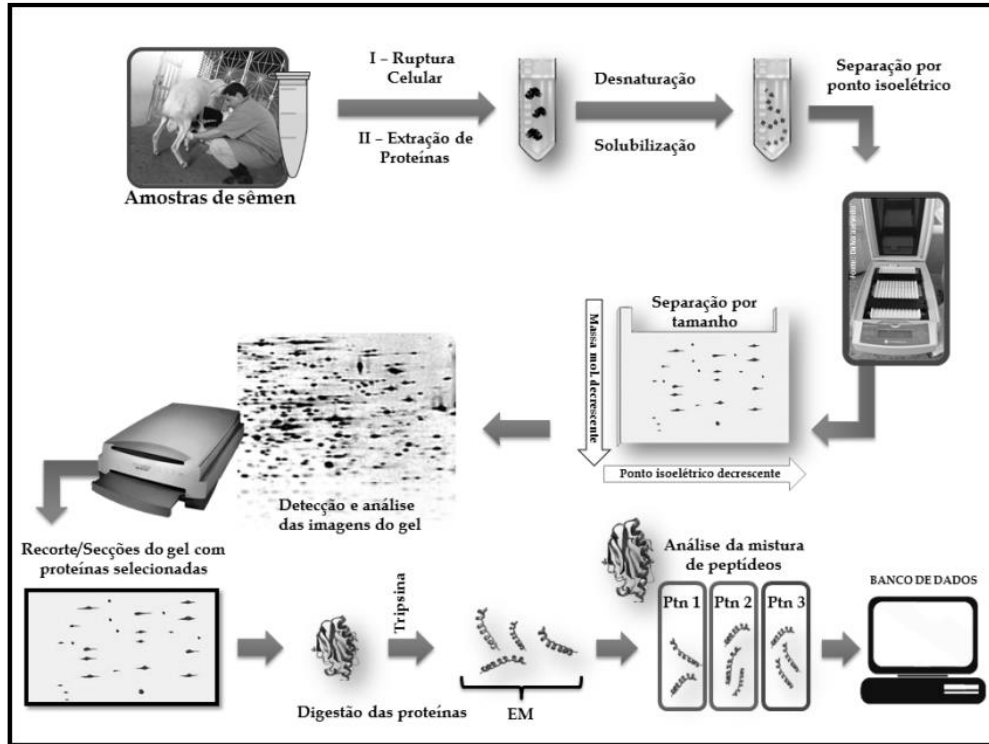 I – Ruptura
Celular
II – Extração de
Proteínas
Desnaturação
Solubilização
Separação por
ponto isoelétrico
Amostras de sêmen
Separação por
tamanho
Massa mol. decrescente
Ponto isoelétrico decrescente
Detecção e análise
das imagens do gel
Recorte/Secções do gel com
proteínas selecionadas
Tripsina
Digestão das proteínas
EM
Análise da mistura
de peptídeos
Ptn 1
Ptn 2
Ptn 3
BANCO DE DADOS